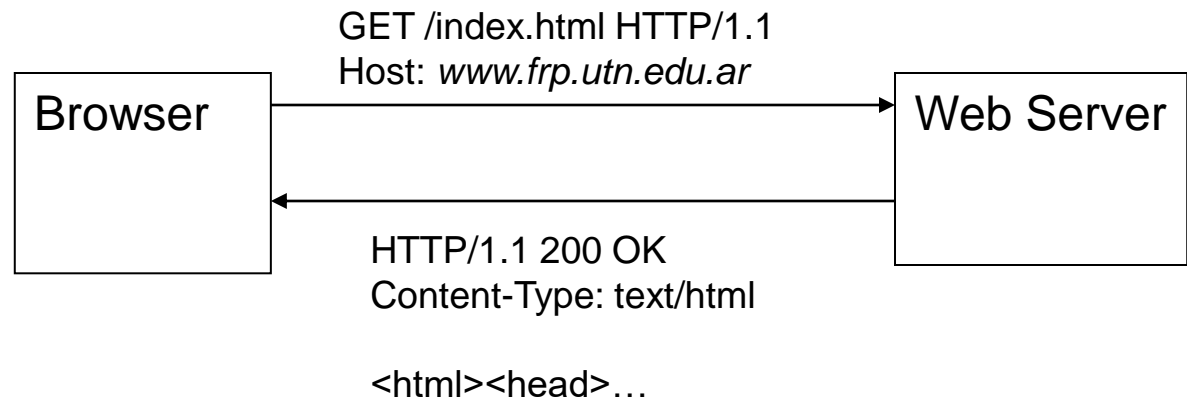 GET /index.html HTTP/1.1
Host: www.frp.utn.edu.ar
Browser
Web Server
HTTP/1.1 200 OK
Content-Type: text/html
<html><head>…